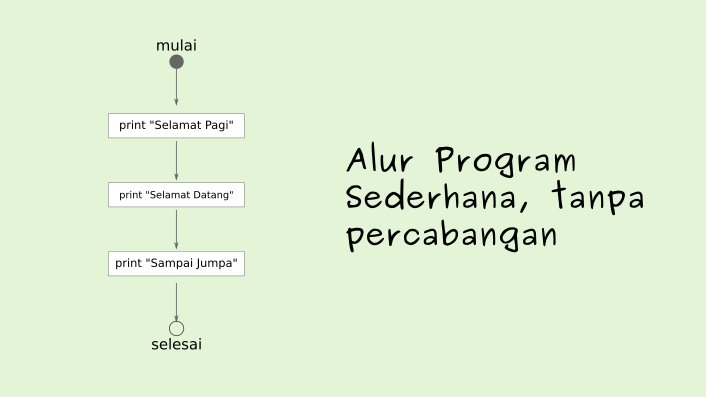 mulai
print "Selamat Pagi"
print "Selamat Datang"
print "Sampai Jumpa"
selesai
Alur Program
Sederhana, tanpa
percabangan